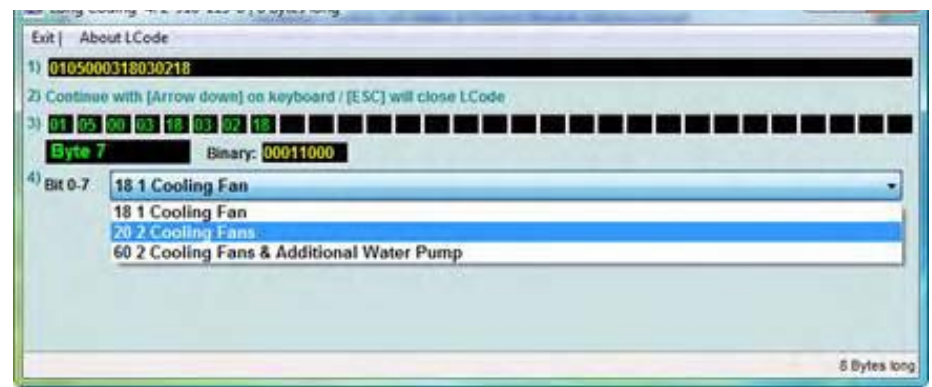 Exit | About LCode
1) 0105000318030218
2) Continue with [Arrow down] on keyboard / [ESC] will close LCode
3) 01 05 00 03 18 03 02 18
Byte 7 Binary: 00011000
4) Bit 0-7 18 1 Cooling Fan
18 1 Cooling Fan
20 2 Cooling Fans
60 2 Cooling Fans & Additional Water Pump
8 Bytes long